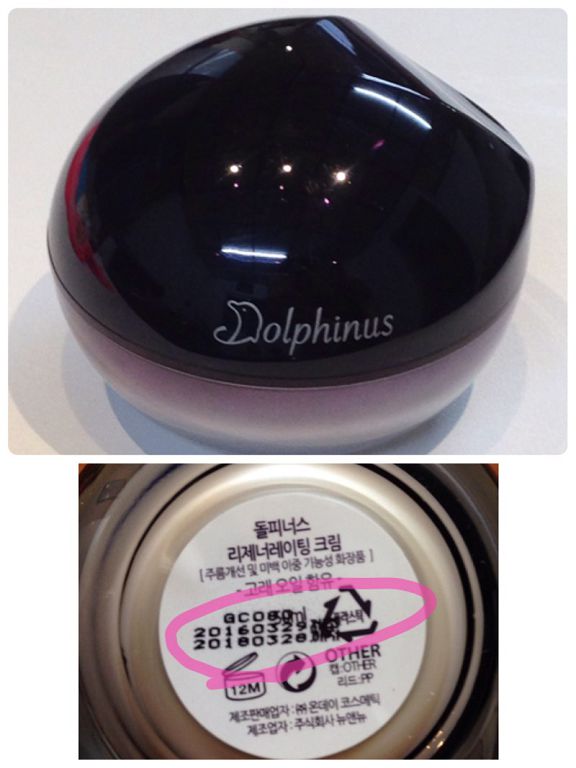 Dolphinus
돌피너스
리제너레이팅 크림
[ 주름개선 및 미백 이중 기능성 화장품 ]
- 고래 오일 함유 -
50ml
20160329
20180328
OTHER
캡:OTHER
리드:PP
12M
제조판매업자 : ㈜ 온데이 코스메틱
제조업자 : 주식회사 뉴앤뉴